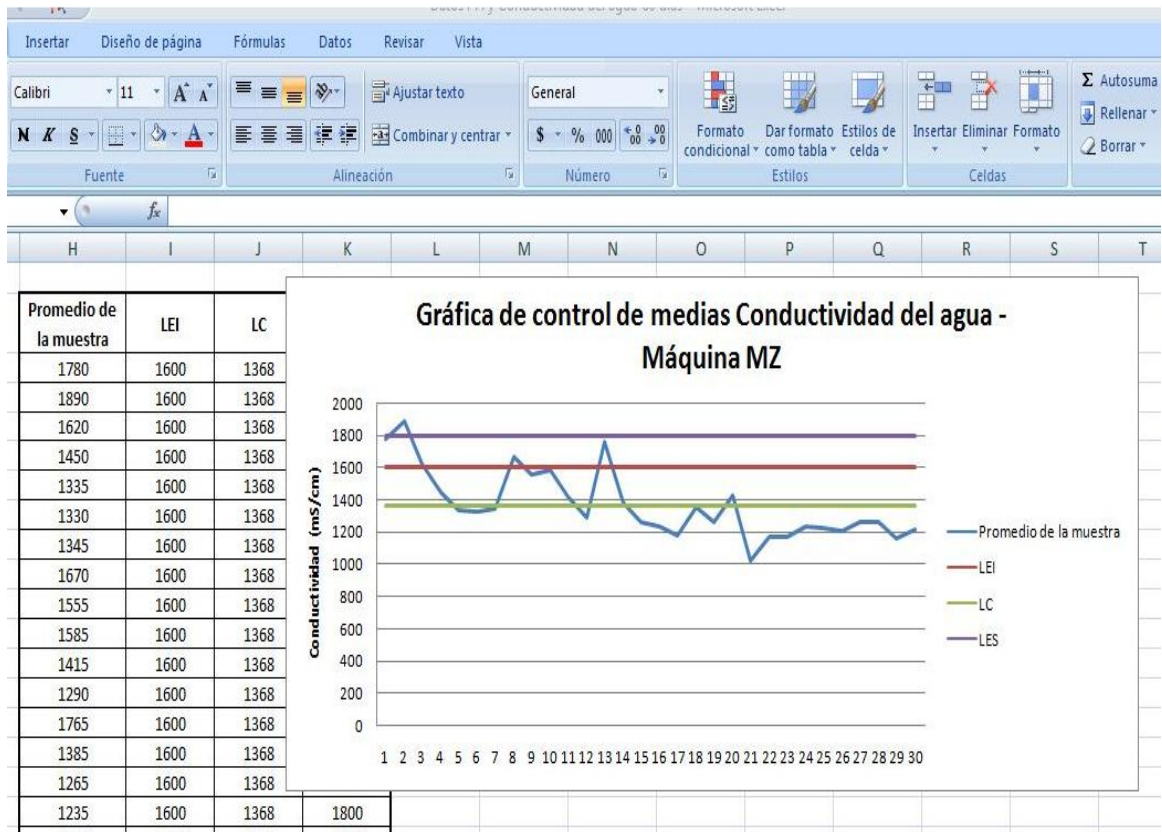 Insertar Diseño de página Fórmulas Datos Revisar Vista
Calibri 11 A A Ajustar texto General Σ Autosuma
N K S A Combinar y centrar $ % 000 Formato condicional Dar formato como tabla Estilos de celda Insertar Eliminar Formato Rellenar
Borrar
Fuente Alineación Número Estilos Celdas
fx
H I J K L M N O P Q R S T
Promedio de la muestra LEI LC
1780 1600 1368
1890 1600 1368
1620 1600 1368
1450 1600 1368
1335 1600 1368
1330 1600 1368
1345 1600 1368
1670 1600 1368
1555 1600 1368
1585 1600 1368
1415 1600 1368
1290 1600 1368
1765 1600 1368
1385 1600 1368
1265 1600 1368
1235 1600 1368 1800
Gráfica de control de medias Conductividad del agua -
Máquina MZ
Conductividad (mS/cm)
2000
1800
1600
1400
1200
1000
800
600
400
200
0
1 2 3 4 5 6 7 8 9 10 11 12 13 14 15 16 17 18 19 20 21 22 23 24 25 26 27 28 29 30
Promedio de la muestra
LEI
LC
LES